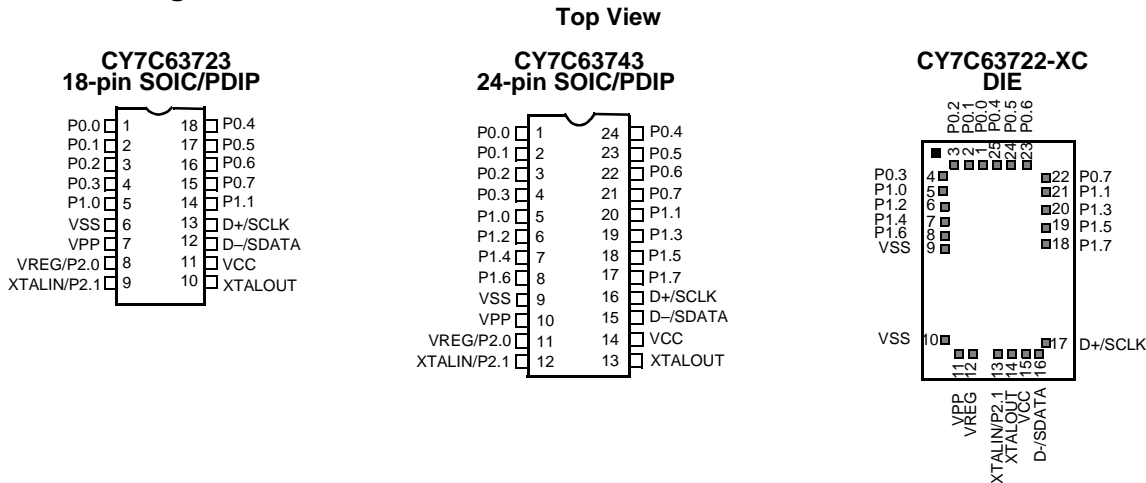 Top View
CY7C63723
18-pin SOIC/PDIP
P0.0 1 18 P0.4
P0.1 2 17 P0.5
P0.2 3 16 P0.6
P0.3 4 15 P0.7
P1.0 5 14 P1.1
VSS 6 13 D+/SCLK
VPP 7 12 D–/SDATA
VREG/P2.0 8 11 VCC
XTALIN/P2.1 9 10 XTALOUT
CY7C63743
24-pin SOIC/PDIP
P0.0 1 24 P0.4
P0.1 2 23 P0.5
P0.2 3 22 P0.6
P0.3 4 21 P0.7
P1.0 5 20 P1.1
P1.2 6 19 P1.3
P1.4 7 18 P1.5
P1.6 8 17 P1.7
VSS 9 16 D+/SCLK
VPP 10 15 D–/SDATA
VREG/P2.0 11 14 VCC
XTALIN/P2.1 12 13 XTALOUT
CY7C63722-XC
DIE
P0.2 P0.1 P0.0 P0.4 P0.5 P0.6
3 2 1 25 24 23
P0.3 4 22 P0.7
P1.0 5 21 P1.1
P1.2 6 20 P1.3
P1.4 7 19 P1.5
P1.6 8 18 P1.7
VSS 9
VSS 10 17 D+/SCLK
11 12 13 14 15 16
VPP VREG XTALIN/P2.1 XTALOUT VCC D-/SDATA